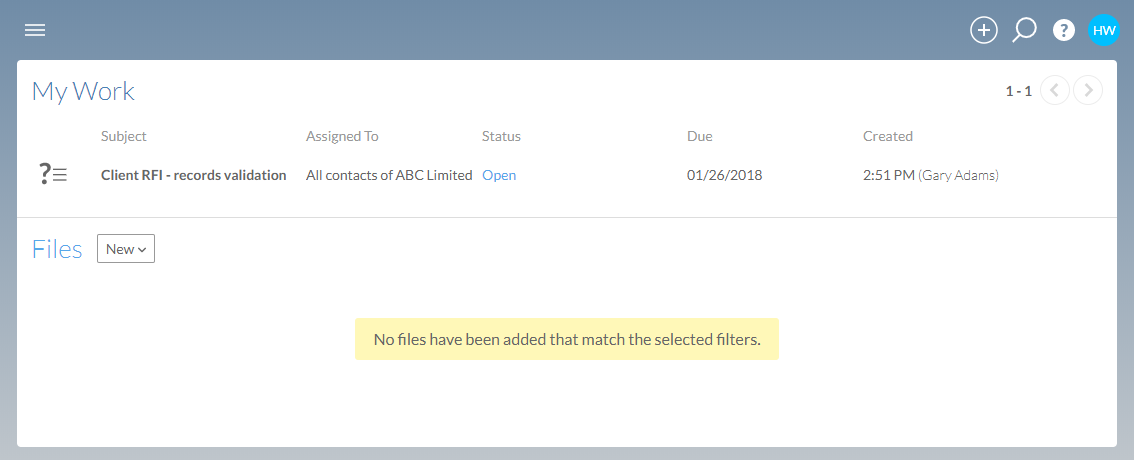 HW
My Work
1 - 1
Subject Assigned To Status Due Created
?
Client RFI - records validation All contacts of ABC Limited Open 01/26/2018 2:51 PM (Gary Adams)
Files New
No files have been added that match the selected filters.